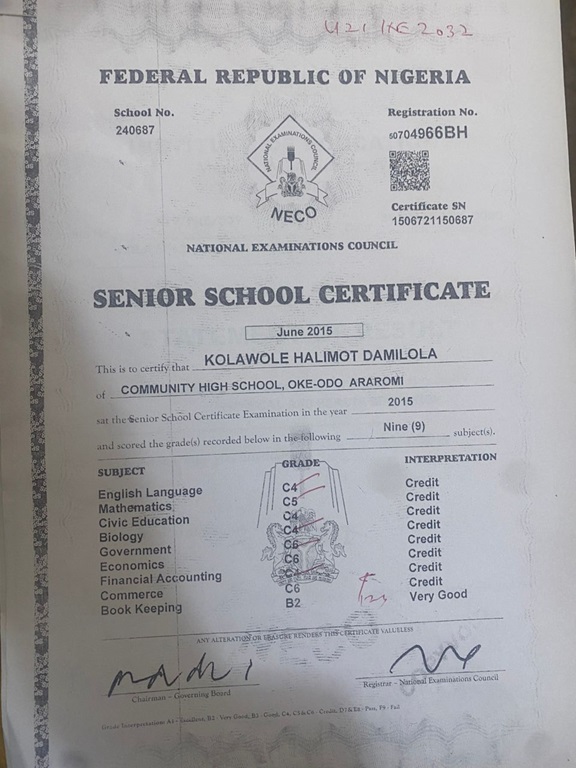 FEDERAL REPUBLIC OF NIGERIA
School No.
240687
Registration No.
50704966BH
NATIONAL EXAMINATIONS COUNCIL
NECO
Certificate SN
1506721150687
NATIONAL EXAMINATIONS COUNCIL
SENIOR SCHOOL CERTIFICATE
June 2015
This is to certify that KOLAWOLE HALIMOT DAMILOLA
of COMMUNITY HIGH SCHOOL, OKE-ODO ARAROMI
sat the Senior School Certificate Examination in the year 2015
and scored the grade(s) recorded below in the following Nine (9) subject(s).
SUBJECT GRADE INTERPRETATION
English Language C4 Credit
Mathematics C5 Credit
Civic Education C4 Credit
Biology C4 Credit
Government Credit
Economics C6 Credit
Financial Accounting Credit
Commerce C6 Credit
Book Keeping B2 Very Good
ANY ALTERATION OR ERASURE RENDERS THIS CERTIFICATE VALUELESS
Chairman - Governing Board
Registrar - National Examinations Council